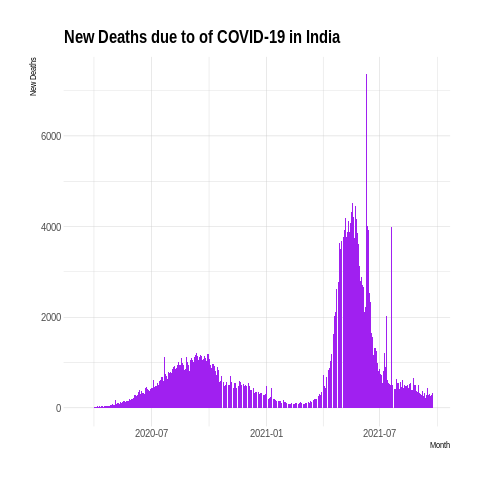 New Deaths due to of COVID-19 in India
New Deaths
6000
4000
2000
0
2020-07
2021-01
2021-07
Month